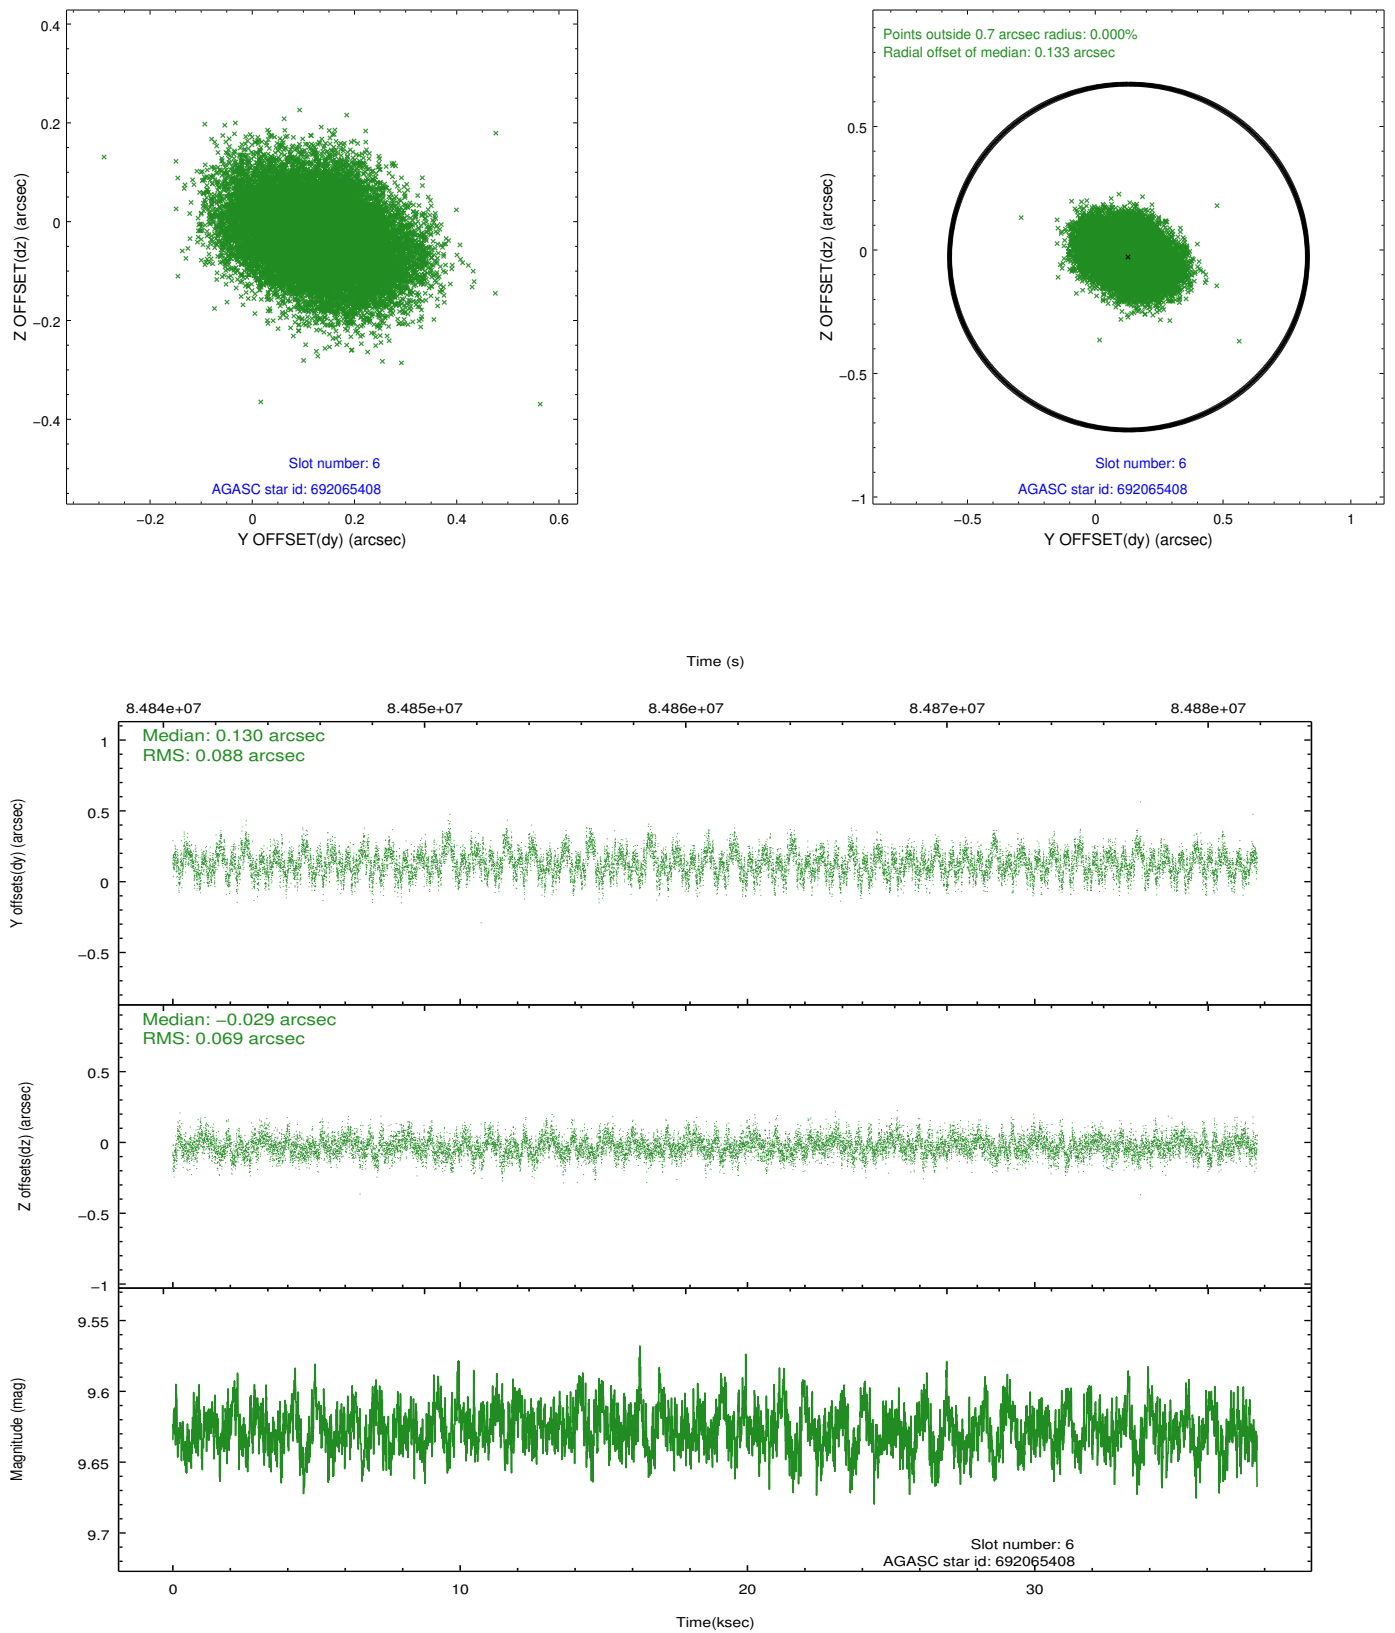 0.4
0.2
0
−0.2
−0.4
Z OFFSET(dz) (arcsec)
Slot number: 6
AGASC star id: 692065408
−0.2
0
0.2
0.4
0.6
Y OFFSET(dy) (arcsec)
Points outside 0.7 arcsec radius: 0.000%
Radial offset of median: 0.133 arcsec
0.5
0
−0.5
−1
Z OFFSET(dz) (arcsec)
Slot number: 6
AGASC star id: 692065408
−0.5
0
0.5
1
Y OFFSET(dy) (arcsec)
Time (s)
8.484e+07
8.485e+07
8.486e+07
8.487e+07
8.488e+07
Median: 0.130 arcsec
RMS: 0.088 arcsec
1
0.5
0
−0.5
Y offsets(dy) (arcsec)
Median: −0.029 arcsec
RMS: 0.069 arcsec
0.5
0
−0.5
−1
Z offsets(dz) (arcsec)
9.55
9.6
9.65
9.7
Magnitude (mag)
Slot number: 6
AGASC star id: 692065408
0
10
20
30
Time(ksec)